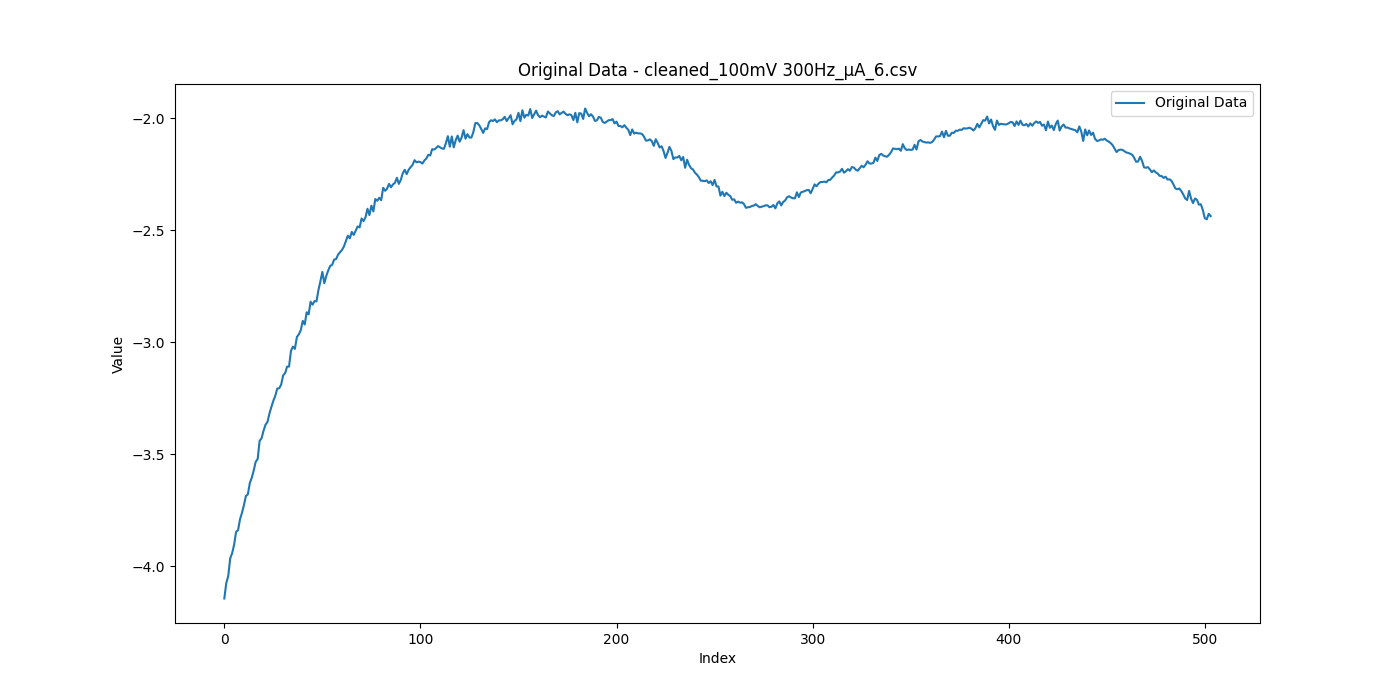 Original Data - cleaned_100mV 300Hz_μA_6.csv
Original Data
−2.0
−2.5
−3.0
−3.5
−4.0
Value
0 100 200 300 400 500
Index